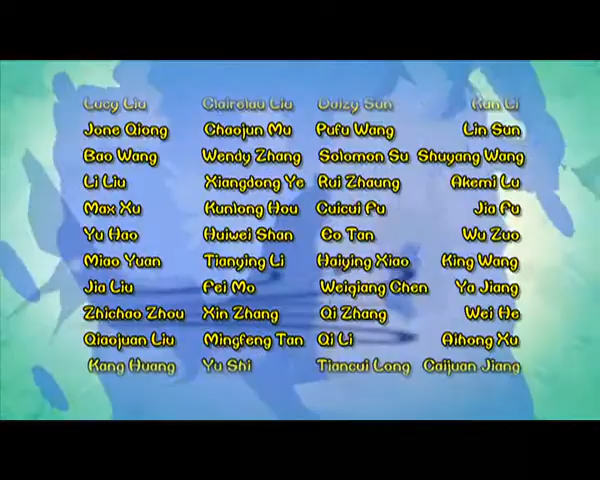 Lucy Liu Clairolau Liu Daizy Sun Kan Li
Jone Qiong Chaojun Mu Pufu Wang Lin Sun
Bao Wang Wendy Zhang Solomon Su Shuyang Wang
Li Liu Xiangdong Ye Rui Zhaung Akemi Lu
Max Xu Kunlong Hou Cuicui Fu Jia Fu
Yu Hao Huiwei Shan Eo Tan Wu Zuo
Miao Yuan Tianying Li Haiying Xiao King Wang
Jia Liu Fei Mo Weiqiang Chen Ya Jiang
Zhichao Zhou Xin Zhang Qi Zhang Wei He
Qiaojuan Liu Mingfeng Tan Qi Li Aihong Xu
Kang Huang Yu Shi Tiancui Long Caijuan Jiang